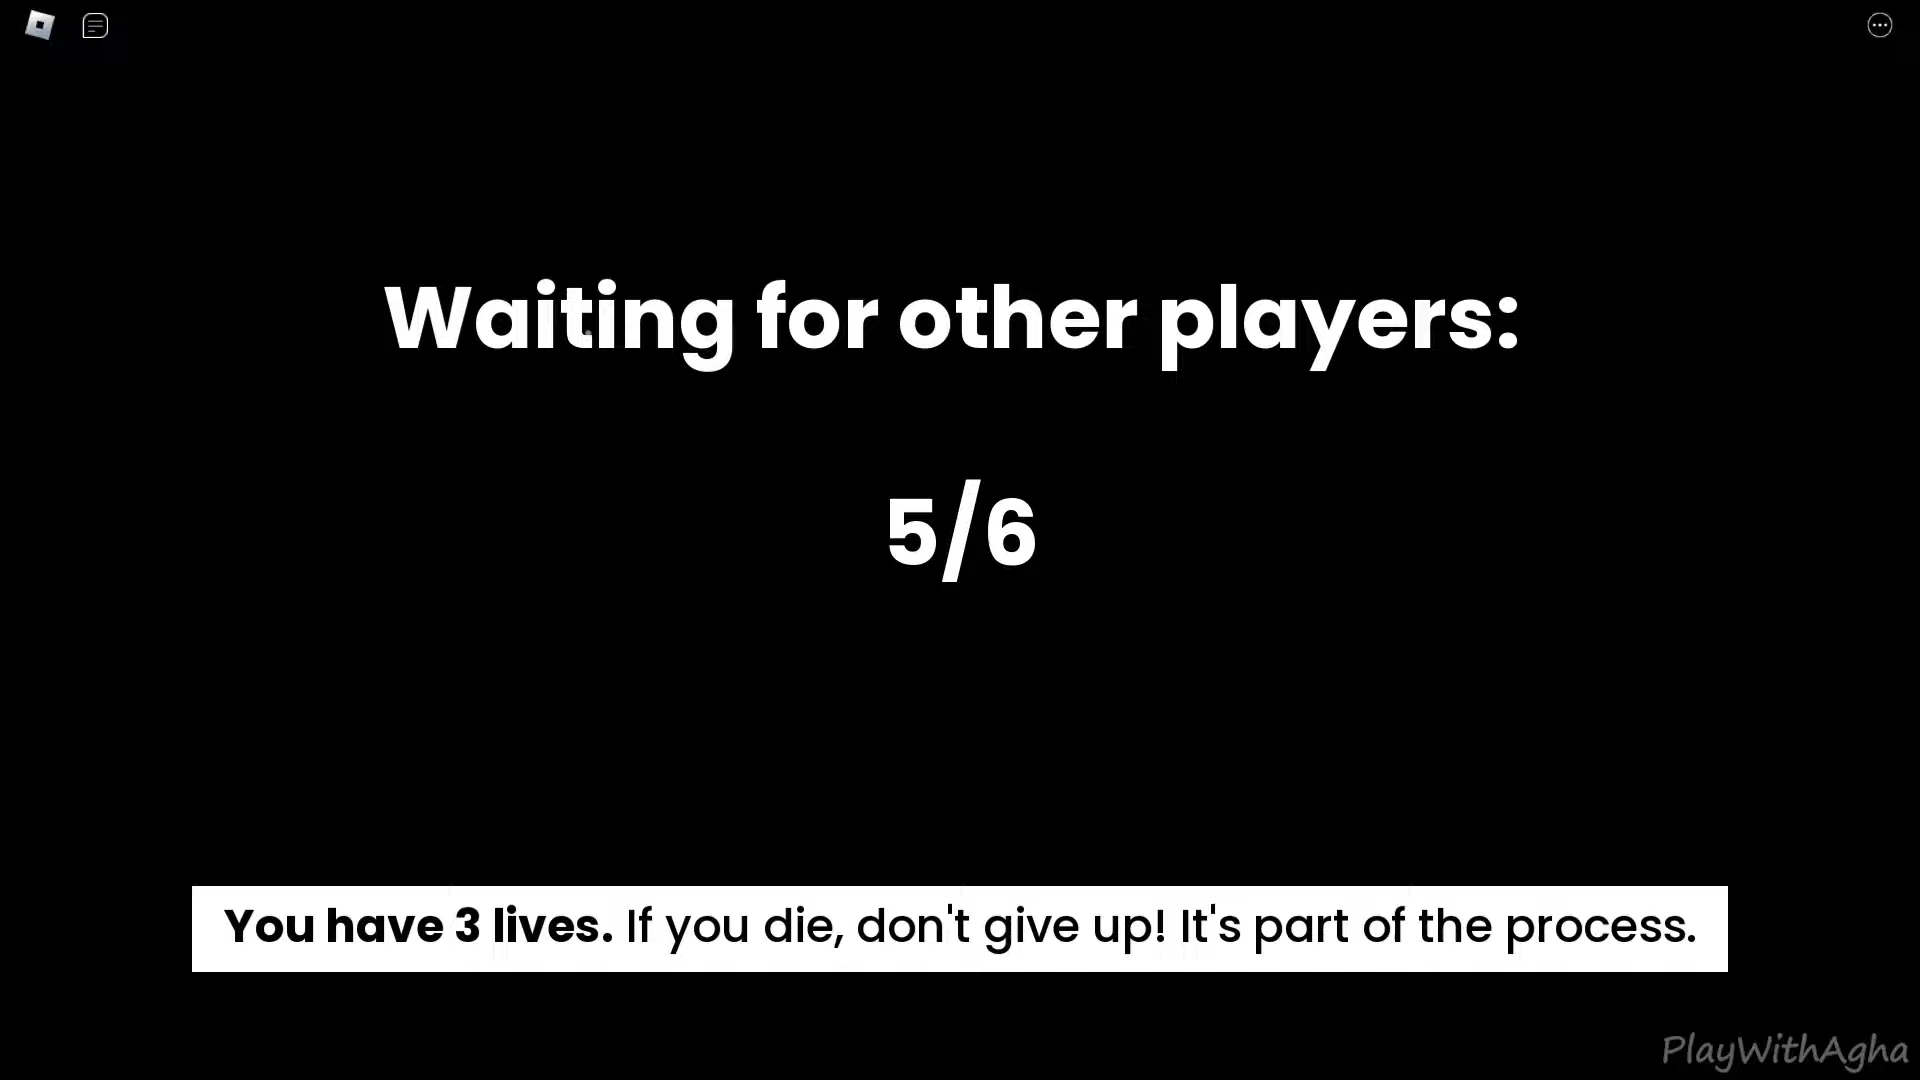 Waiting for other players:
5/6
You have 3 lives. If you die, don't give up! It's part of the process.
PlayWithAgha